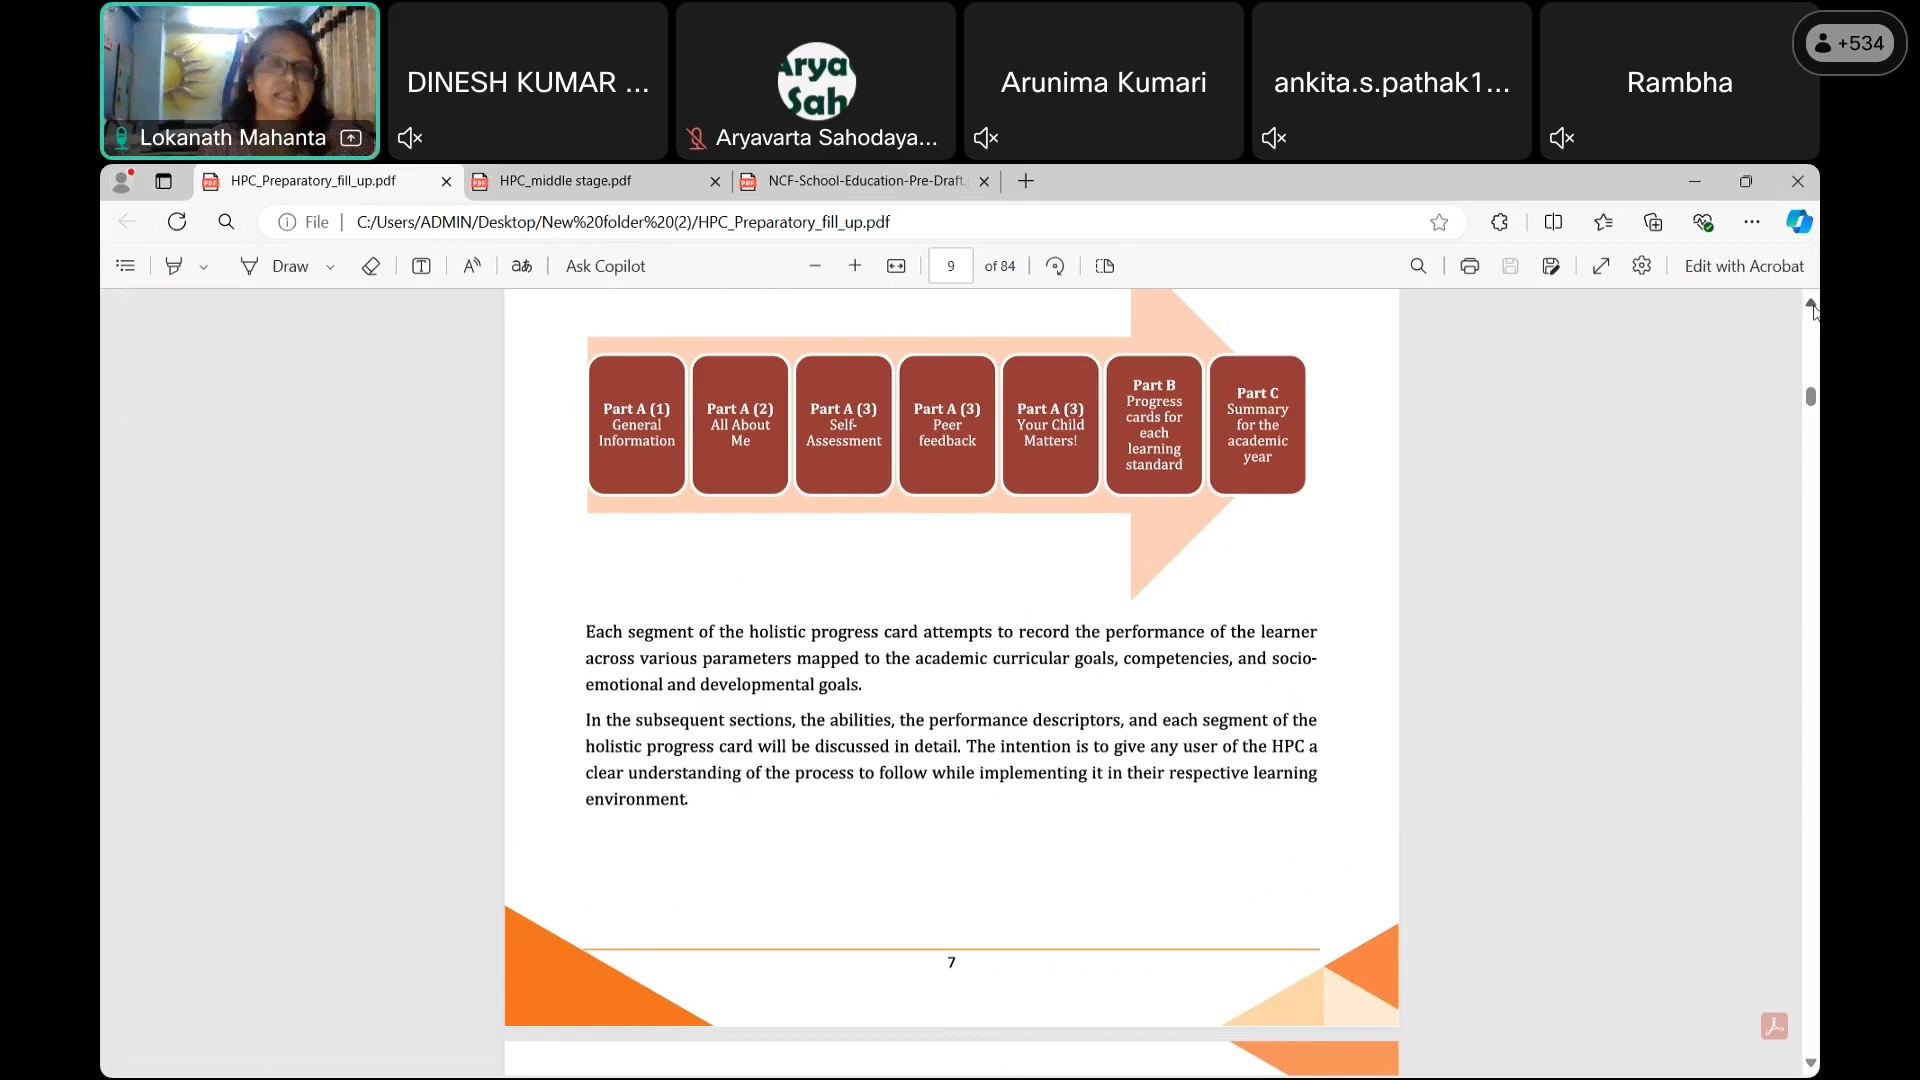 +534
DINESH KUMAR ...
Arunima Kumari
ankita.s.pathak1...
Rambha
Arya
Sah
Lokanath Mahanta
Aryavarta Sahodaya...
HPC_Preparatory_fill_up.pdf
HPC_middle stage.pdf
NCF-School-Education-Pre-Draft.
File
C:/Users/ADMIN/Desktop/New%20folder%20(2)/HPC_Preparatory_fill_up.pdf
Draw
Ask Copilot
9
of 84
Edit with Acrobat
Part A (1)
General
Information
Part A (2)
All About
Me
Part A (3)
Self-
Assessment
Part A (3)
Peer
feedback
Part A (3)
Your Child
Matters!
Part B
Progress
cards for
each
learning
standard
Part C
Summary
for the
academic
year
Each segment of the holistic progress card attempts to record the performance of the learner
across various parameters mapped to the academic curricular goals, competencies, and socio-
emotional and developmental goals.
In the subsequent sections, the abilities, the performance descriptors, and each segment of the
holistic progress card will be discussed in detail. The intention is to give any user of the HPC a
clear understanding of the process to follow while implementing it in their respective learning
environment.
7